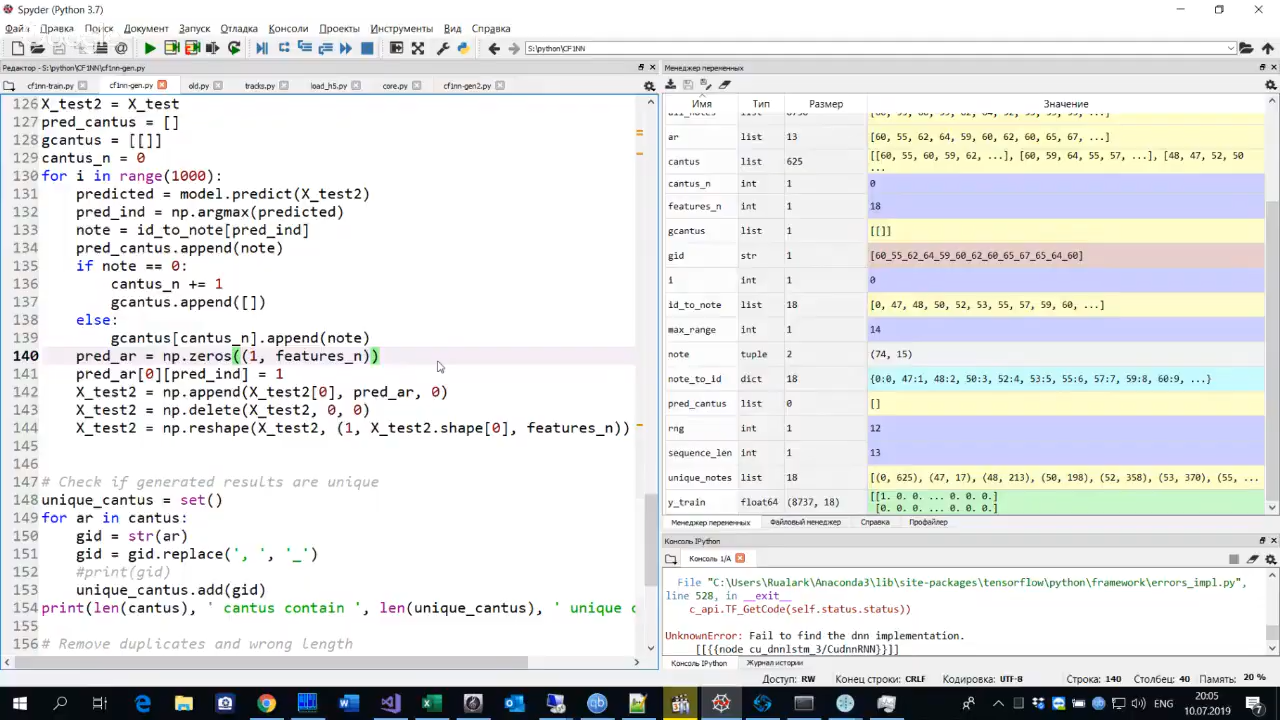 Spyder (Python 3.7)
Файл Правка Поиск Документ Запуск Отладка Консоли Проекты Инструменты Вид Справка
S:\python\CF1NN
Редактор - S:\python\CF1NN\cf1nn-gen.py
cf1nn-train.py cf1nn-gen.py old.py tracks.py load_h5.py core.py cf1nn-gen2.py
126 X_test2 = X_test
127 pred_cantus = []
128 gcantus = [[]]
129 cantus_n = 0
130 for i in range(1000):
131 predicted = model.predict(X_test2)
132 pred_ind = np.argmax(predicted)
133 note = id_to_note[pred_ind]
134 pred_cantus.append(note)
135 if note == 0:
136 cantus_n += 1
137 gcantus.append([])
138 else:
139 gcantus[cantus_n].append(note)
140 pred_ar = np.zeros((1, features_n))
141 pred_ar[0][pred_ind] = 1
142 X_test2 = np.append(X_test2[0], pred_ar, 0)
143 X_test2 = np.delete(X_test2, 0, 0)
144 X_test2 = np.reshape(X_test2, (1, X_test2.shape[0], features_n))
145
146
147 # Check if generated results are unique
148 unique_cantus = set()
149 for ar in cantus:
150 gid = str(ar)
151 gid = gid.replace(', ', '_')
152 #print(gid)
153 unique_cantus.add(gid)
154 print(len(cantus), ' cantus contain ', len(unique_cantus), ' unique c
155
156 # Remove duplicates and wrong length
Менеджер переменных
Имя Тип Размер Значение
ar list 13 [60, 55, 62, 64, 59, 60, 62, 60, 65, 67, ...]
cantus list 625 [[60, 55, 60, 59, 62, ...], [60, 59, 64, 55, 57, ...], [48, 47, 52, 50
...
cantus_n int 1 0
features_n int 1 18
gcantus list 1 [[]]
gid str 1 [60_55_62_64_59_60_62_60_65_67_65_64_60]
i int 1 0
id_to_note list 18 [0, 47, 48, 50, 52, 53, 55, 57, 59, 60, ...]
max_range int 1 14
note tuple 2 (74, 15)
note_to_id dict 18 {0:0, 47:1, 48:2, 50:3, 52:4, 53:5, 55:6, 57:7, 59:8, 60:9, ...}
pred_cantus list 0 []
rng int 1 12
sequence_len int 1 13
unique_notes list 18 [(0, 625), (47, 17), (48, 213), (50, 198), (52, 358), (53, 370), (55, ...
y_train float64 (8737, 18) [[1. 0. 0. ... 0. 0. 0.]
[0. 0. 0. ... 0. 0. 0.]
Менеджер переменных Файловый менеджер Справка Профайлер
Консоль IPython
Консоль 1/A
File "C:\Users\Rualark\Anaconda3\lib\site-packages\tensorflow\python\framework\errors_impl.py",
line 528, in __exit__
c_api.TF_GetCode(self.status.status))
UnknownError: Fail to find the dnn implementation.
[[{{node cu_dnnlstm_3/CudnnRNN}}]]
Консоль IPython Журнал истории
Доступ: RW Конец строк: CRLF Кодировка: UTF-8 Строка: 140 Столбец: 40 Память: 20 %
ENG 20:05
10.07.2019